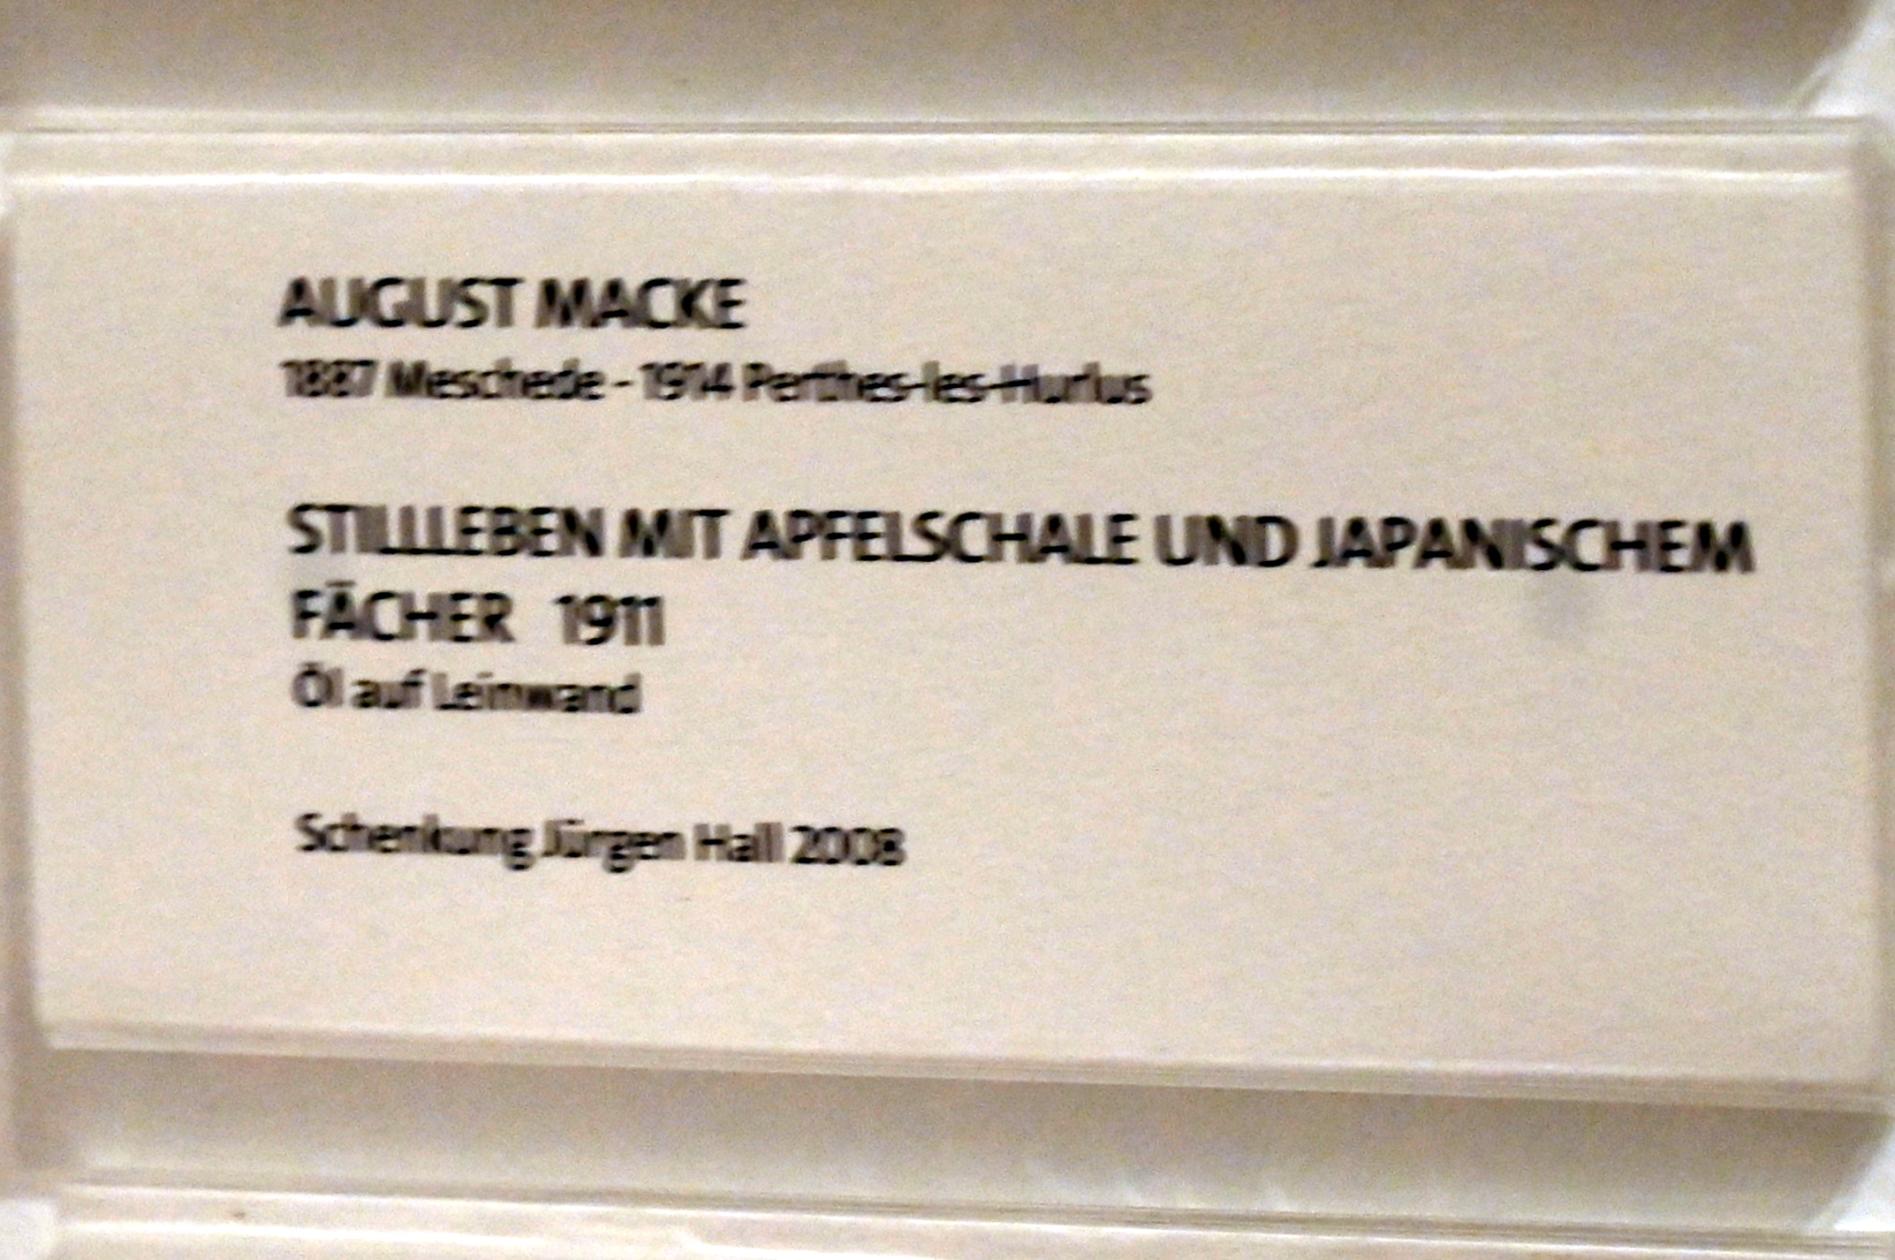 AUGUST MACKE
1887 Meschede - 1914 Perthes-les-Hurlus
STILLLEBEN MIT APFELSCHALE UND JAPANISCHEM
FÄCHER 1911
Öl auf Leinwand
Schenkung Jürgen Hall 2008